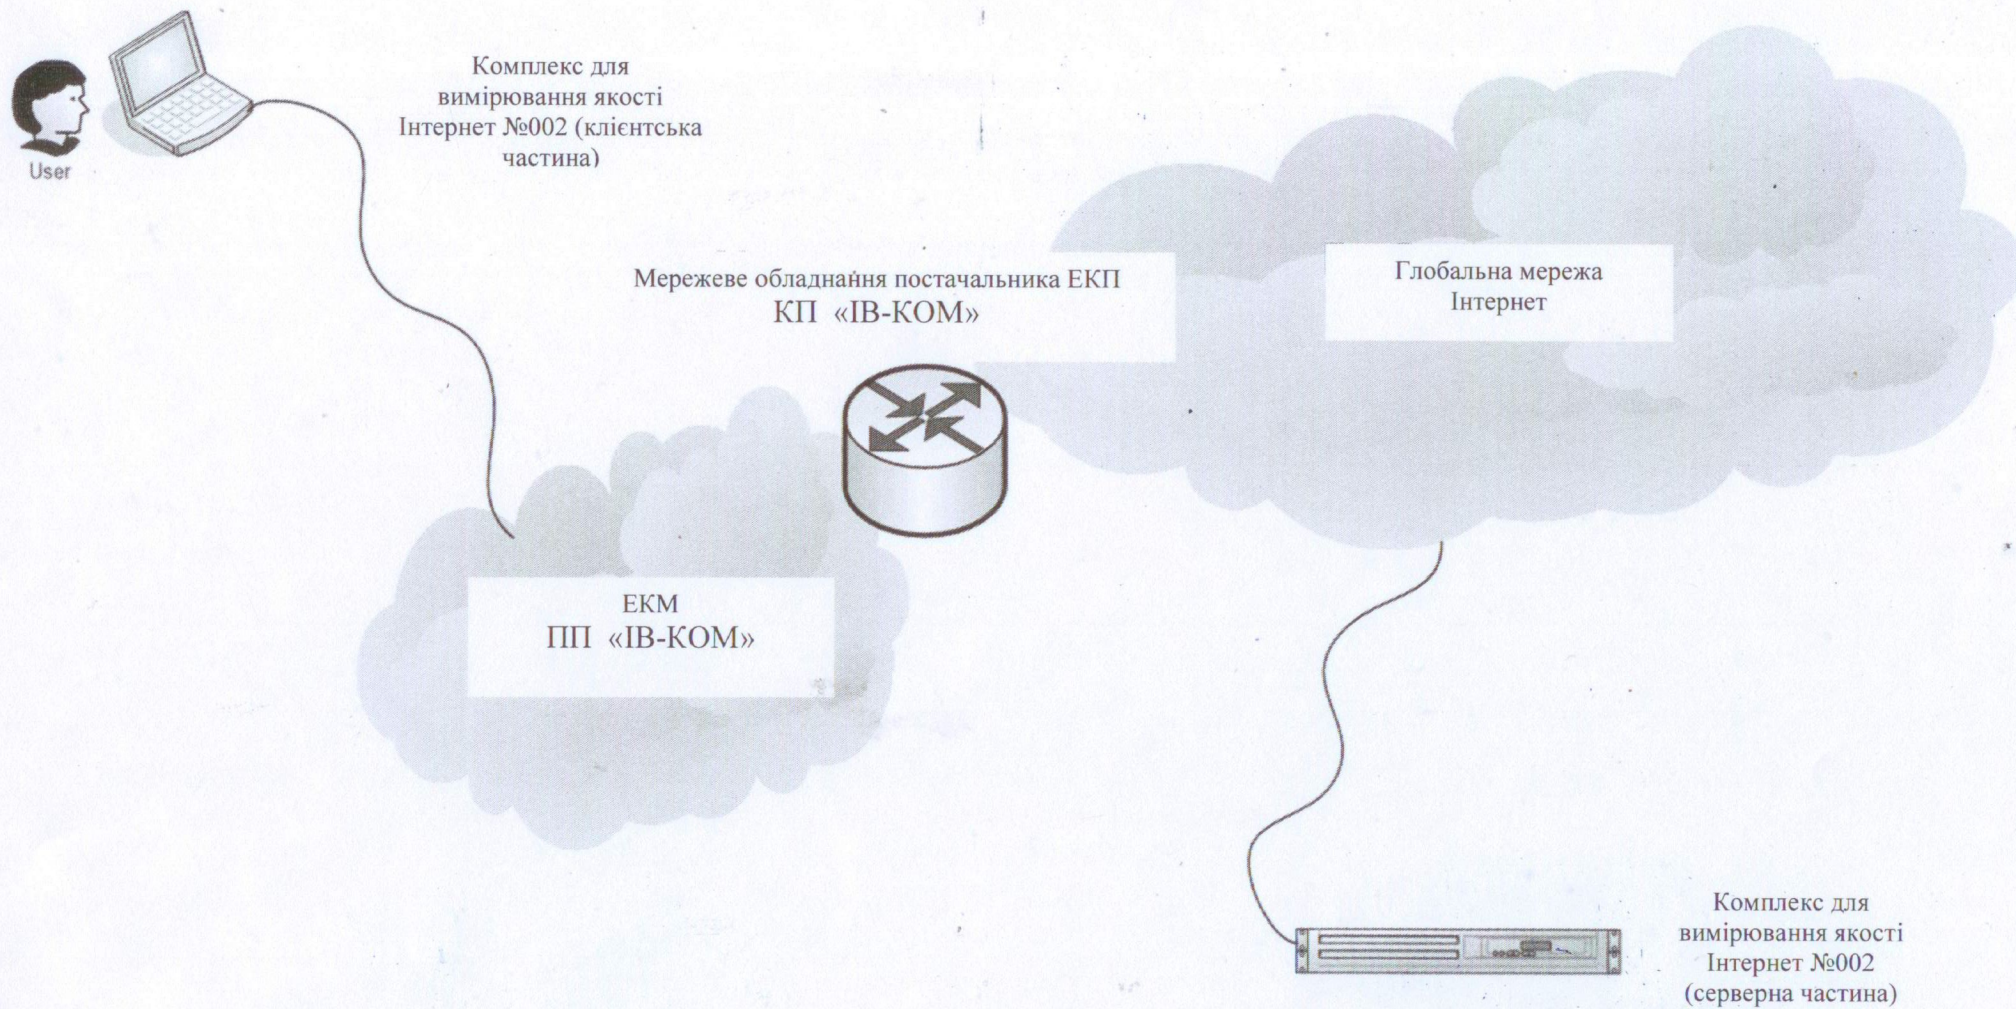 Комплекс для
вимірювання якості
Інтернет №002 (клієнтська
частина)
User
Мережеве обладнання постачальника ЕКП
КП «ІВ-КОМ»
Глобальна мережа
Інтернет
ЕКМ
ПП «ІВ-КОМ»
Комплекс для
вимірювання якості
Інтернет №002
(серверна частина)